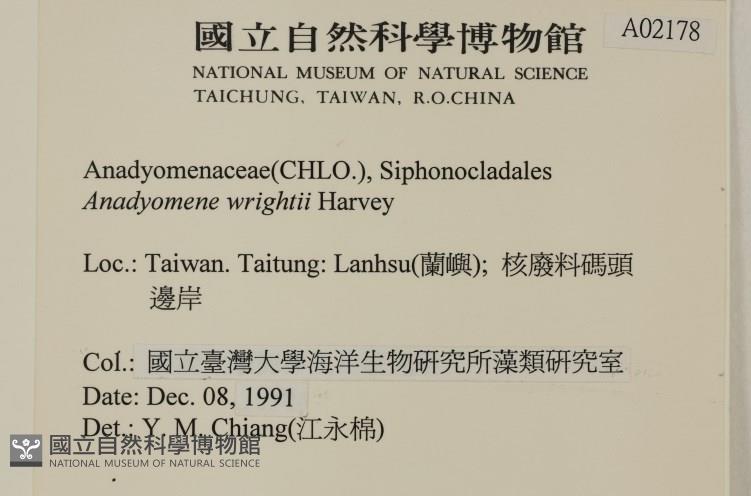 國立自然科學博物館
A02178
NATIONAL MUSEUM OF NATURAL SCIENCE
TAICHUNG, TAIWAN, R.O.CHINA
Anadyomenaceae(CHLO.), Siphonocladales
Anadyomene wrightii Harvey
Loc.: Taiwan. Taitung: Lanhsu(蘭嶼); 核廢料碼頭
邊岸
Col.: 國立臺灣大學海洋生物研究所藻類研究室
Date: Dec. 08, 1991
Det.: Y. M. Chiang(江永棉)
國立自然科學博物館
NATIONAL MUSEUM OF NATURAL SCIENCE